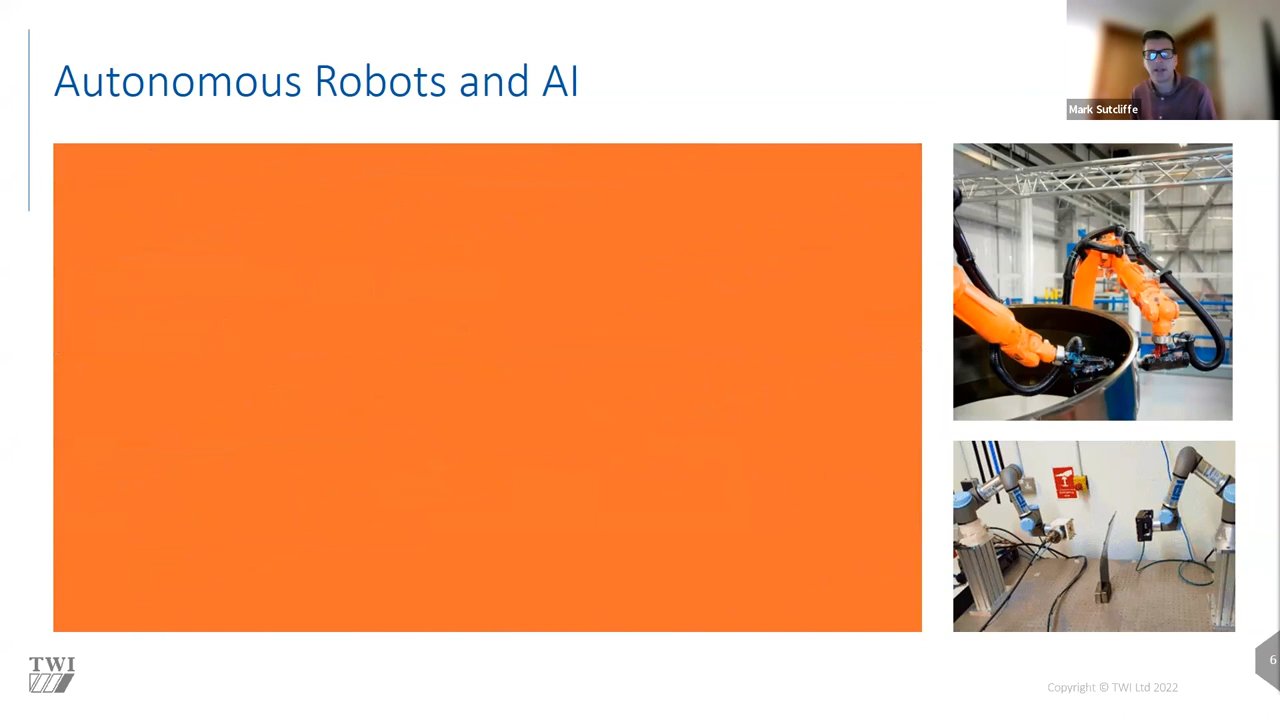 Autonomous Robots and AI
Mark Sutcliffe
TWI
Copyright © TWI Ltd 2022
6